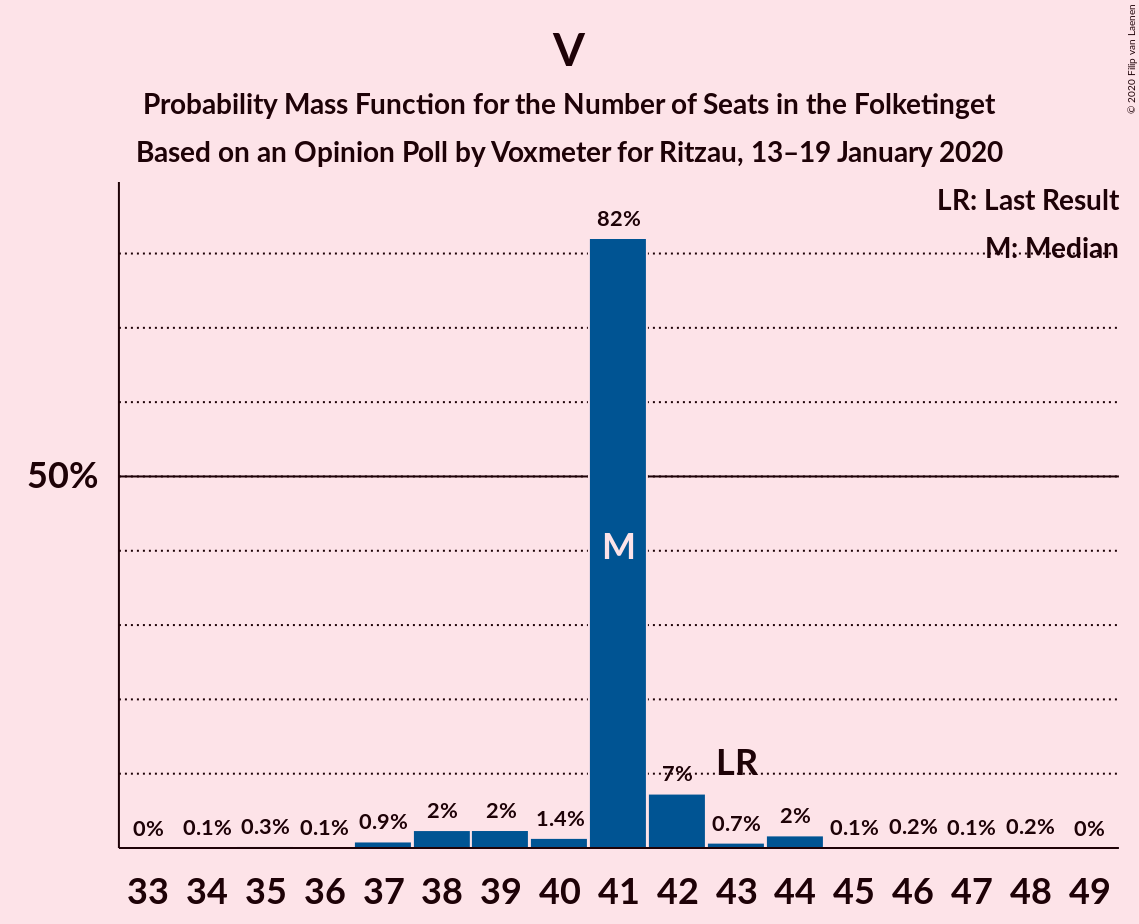 V
Probability Mass Function for the Number of Seats in the Folketinget
Based on an Opinion Poll by Voxmeter for Ritzau, 13–19 January 2020
© 2020 Filip van Laenen
LR: Last Result
M: Median
82%
50%
M
LR
0% 0.1% 0.3% 0.1% 0.9% 2% 2% 1.4% 7% 0.7% 2% 0.1% 0.2% 0.1% 0.2% 0%
33 34 35 36 37 38 39 40 41 42 43 44 45 46 47 48 49